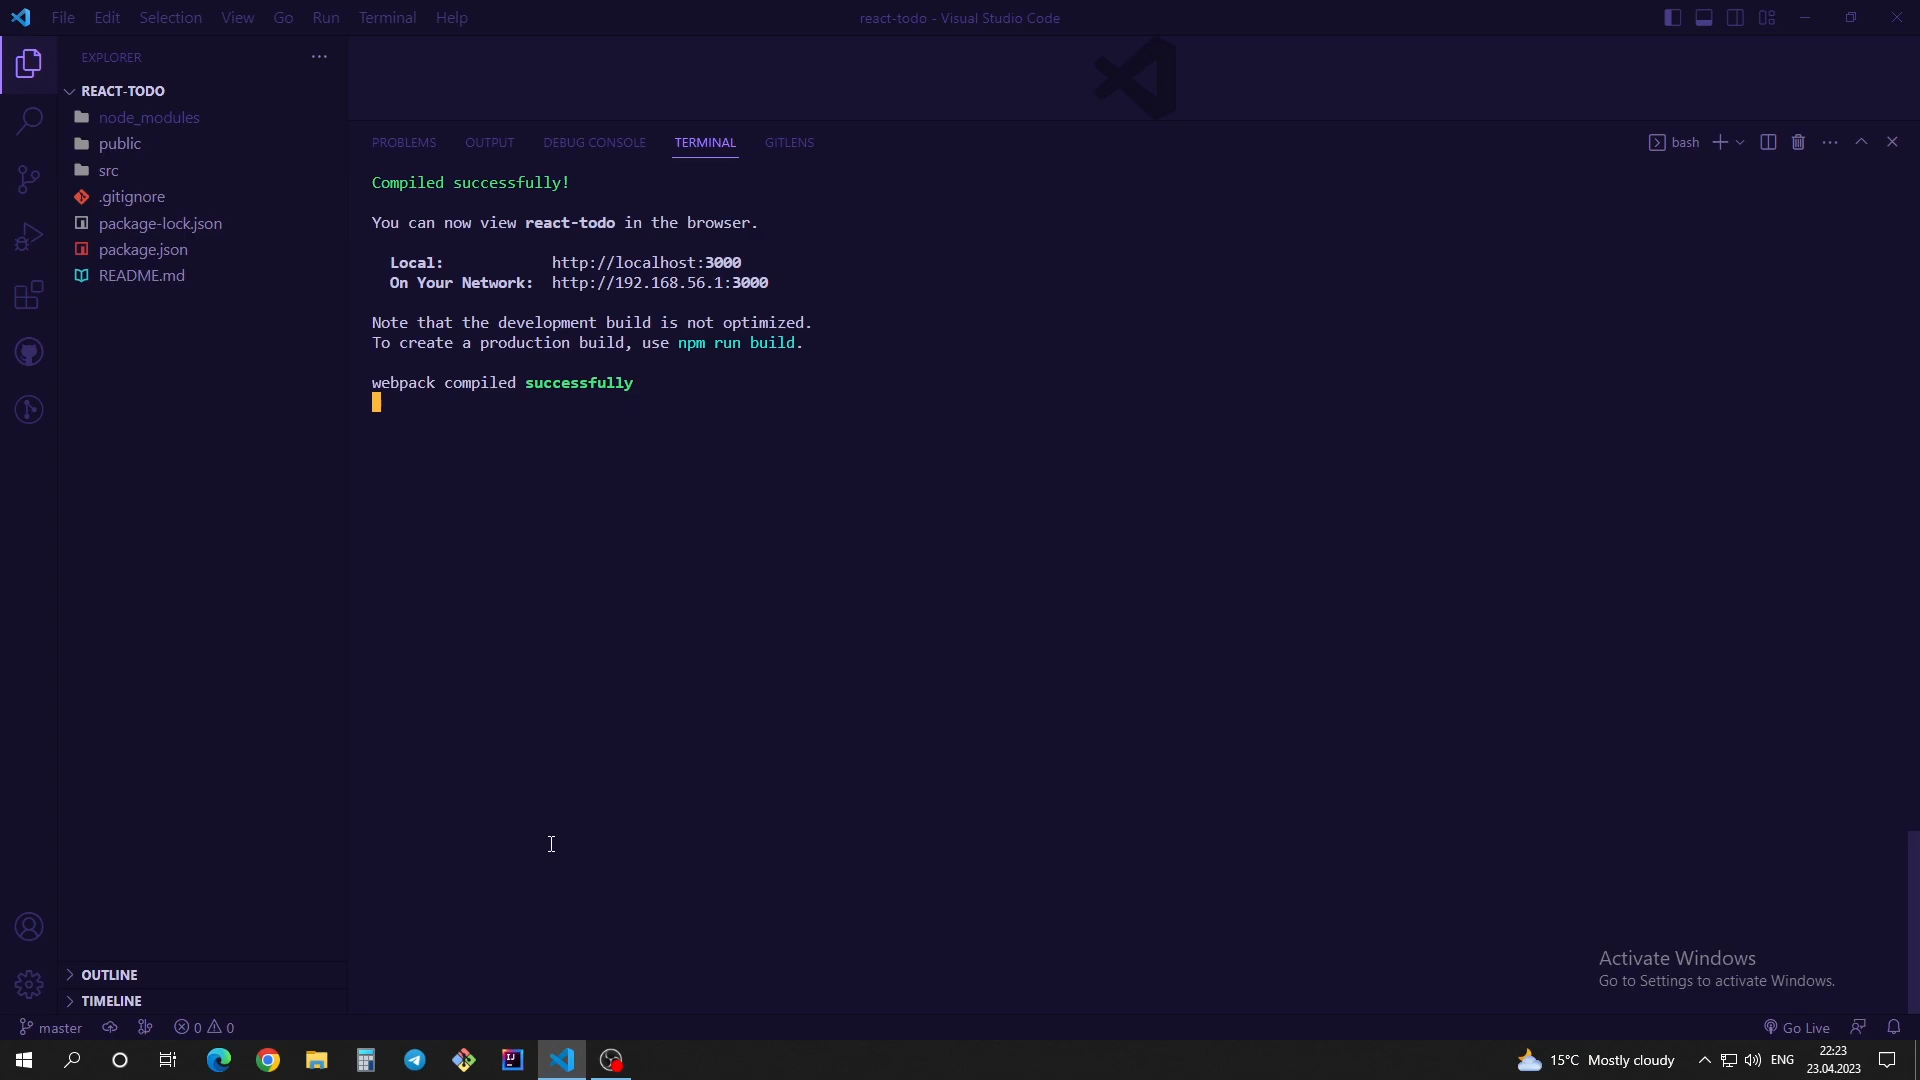 File Edit Selection View Go Run Terminal Help
react-todo - Visual Studio Code
EXPLORER
REACT-TODO
node_modules
public
src
.gitignore
package-lock.json
package.json
README.md
OUTLINE
TIMELINE
PROBLEMS OUTPUT DEBUG CONSOLE TERMINAL GITLENS
bash
Compiled successfully!
You can now view react-todo in the browser.
Local: http://localhost:3000
On Your Network: http://192.168.56.1:3000
Note that the development build is not optimized.
To create a production build, use npm run build.
webpack compiled successfully
Activate Windows
Go to Settings to activate Windows.
master 0 0
Go Live
15°C Mostly cloudy
ENG
22:23
23.04.2023